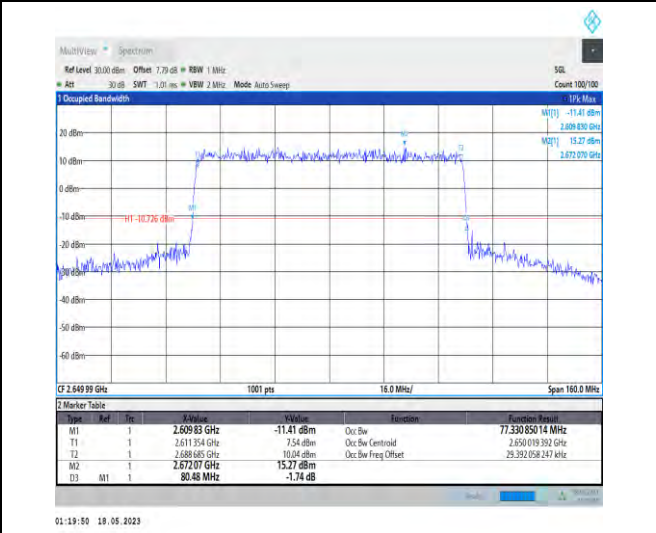 MultiView Spectrum
Ref Level 30.00 dBm Offset 7.79 dB RBW 1 MHz SGL
Att 30 dB SWT 1.01 ms VBW 2 MHz Mode Auto Sweep Count 100/100
1 Occupied Bandwidth 1Pk Max
M1[1] -11.41 dBm
2.609 830 GHz
20 dBm
M2[1] 15.27 dBm
2.672 070 GHz
M2
T2
10 dBm
0 dBm
M1
-10 dBm
H1 -10.726 dBm
-20 dBm
-30 dBm
-40 dBm
-50 dBm
-60 dBm
CF 2.649 99 GHz 1001 pts 16.0 MHz/ Span 160.0 MHz
2 Marker Table
Type Ref Trc X-Value Y-Value Function Function Result
M1 1 2.609 83 GHz -11.41 dBm Occ Bw 77.330 850 14 MHz
T1 1 2.611 354 GHz 7.54 dBm Occ Bw Centroid 2.650 019 392 GHz
T2 1 2.688 685 GHz 10.04 dBm Occ Bw Freq Offset 29.392 058 247 kHz
M2 1 2.672 07 GHz 15.27 dBm
D3 M1 1 80.48 MHz -1.74 dB
01:19:50 18.05.2023